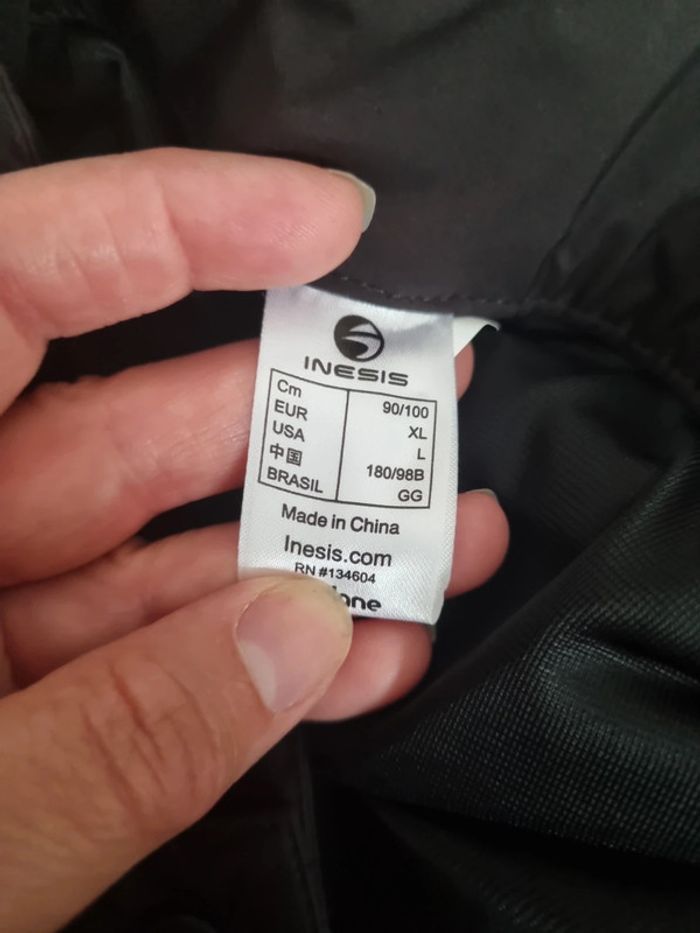 INESIS
Cm 90/100
EUR XL
USA L
中国 180/98B
BRASIL GG
Made in China
Inesis.com
RN #134604